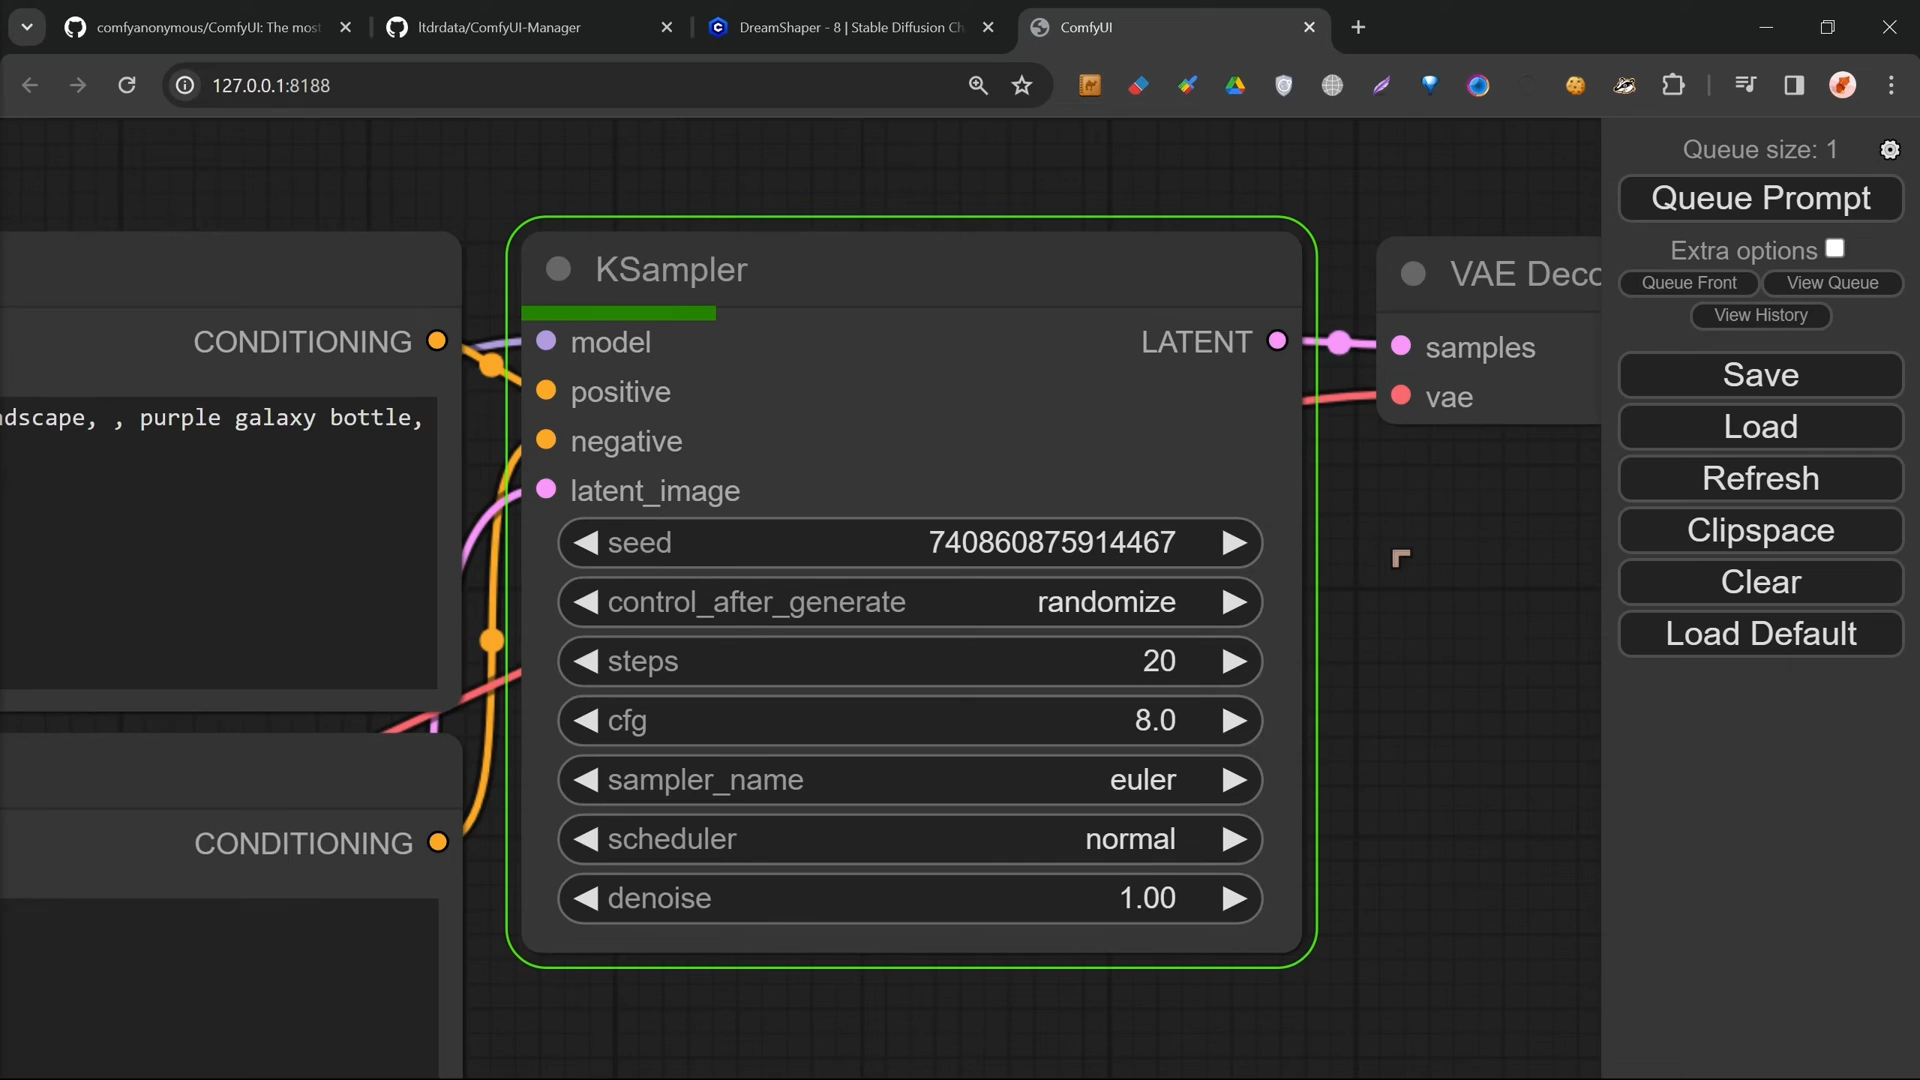 comfyanonymous/ComfyUI: The most
ltdrdata/ComfyUI-Manager
DreamShaper - 8 | Stable Diffusion Ch
ComfyUI
127.0.0.1:8188
Queue size: 1
Queue Prompt
Extra options
Queue Front
View Queue
View History
Save
Load
Refresh
Clipspace
Clear
Load Default
CONDITIONING
ndscape, , purple galaxy bottle,
CONDITIONING
KSampler
model
LATENT
positive
negative
latent_image
seed 740860875914467
control_after_generate randomize
steps 20
cfg 8.0
sampler_name euler
scheduler normal
denoise 1.00
VAE Deco
samples
vae